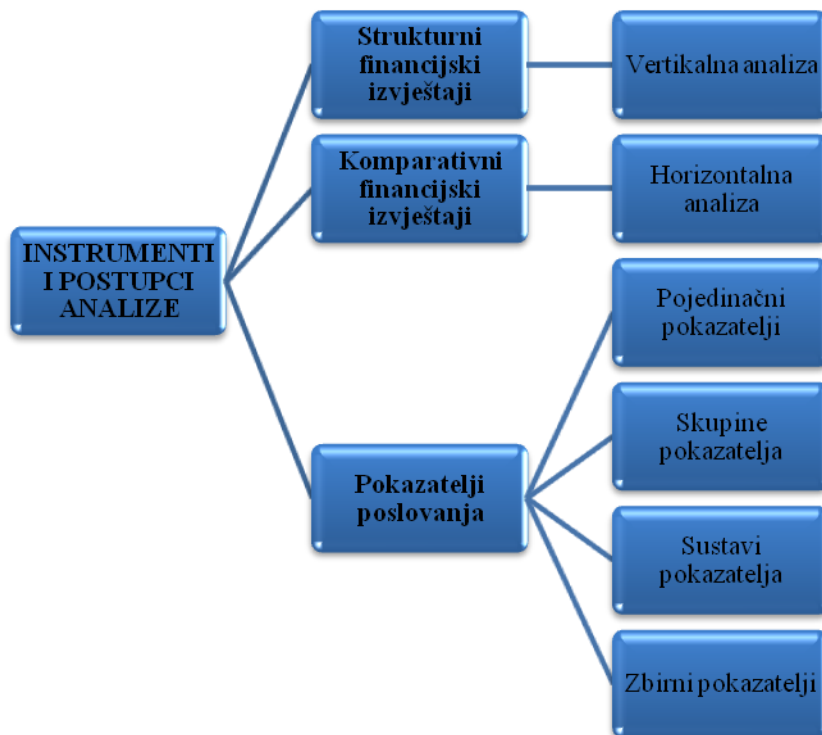 Strukturni
financijski
izvještaji
Vertikalna analiza
Komparativni
financijski
izvještaji
Horizontalna
analiza
INSTRUMENTI
I POSTUPCI
ANALIZE
Pojedinačni
pokazatelji
Skupine
pokazatelja
Pokazatelji
poslovanja
Sustavi
pokazatelja
Zbirni pokazatelji